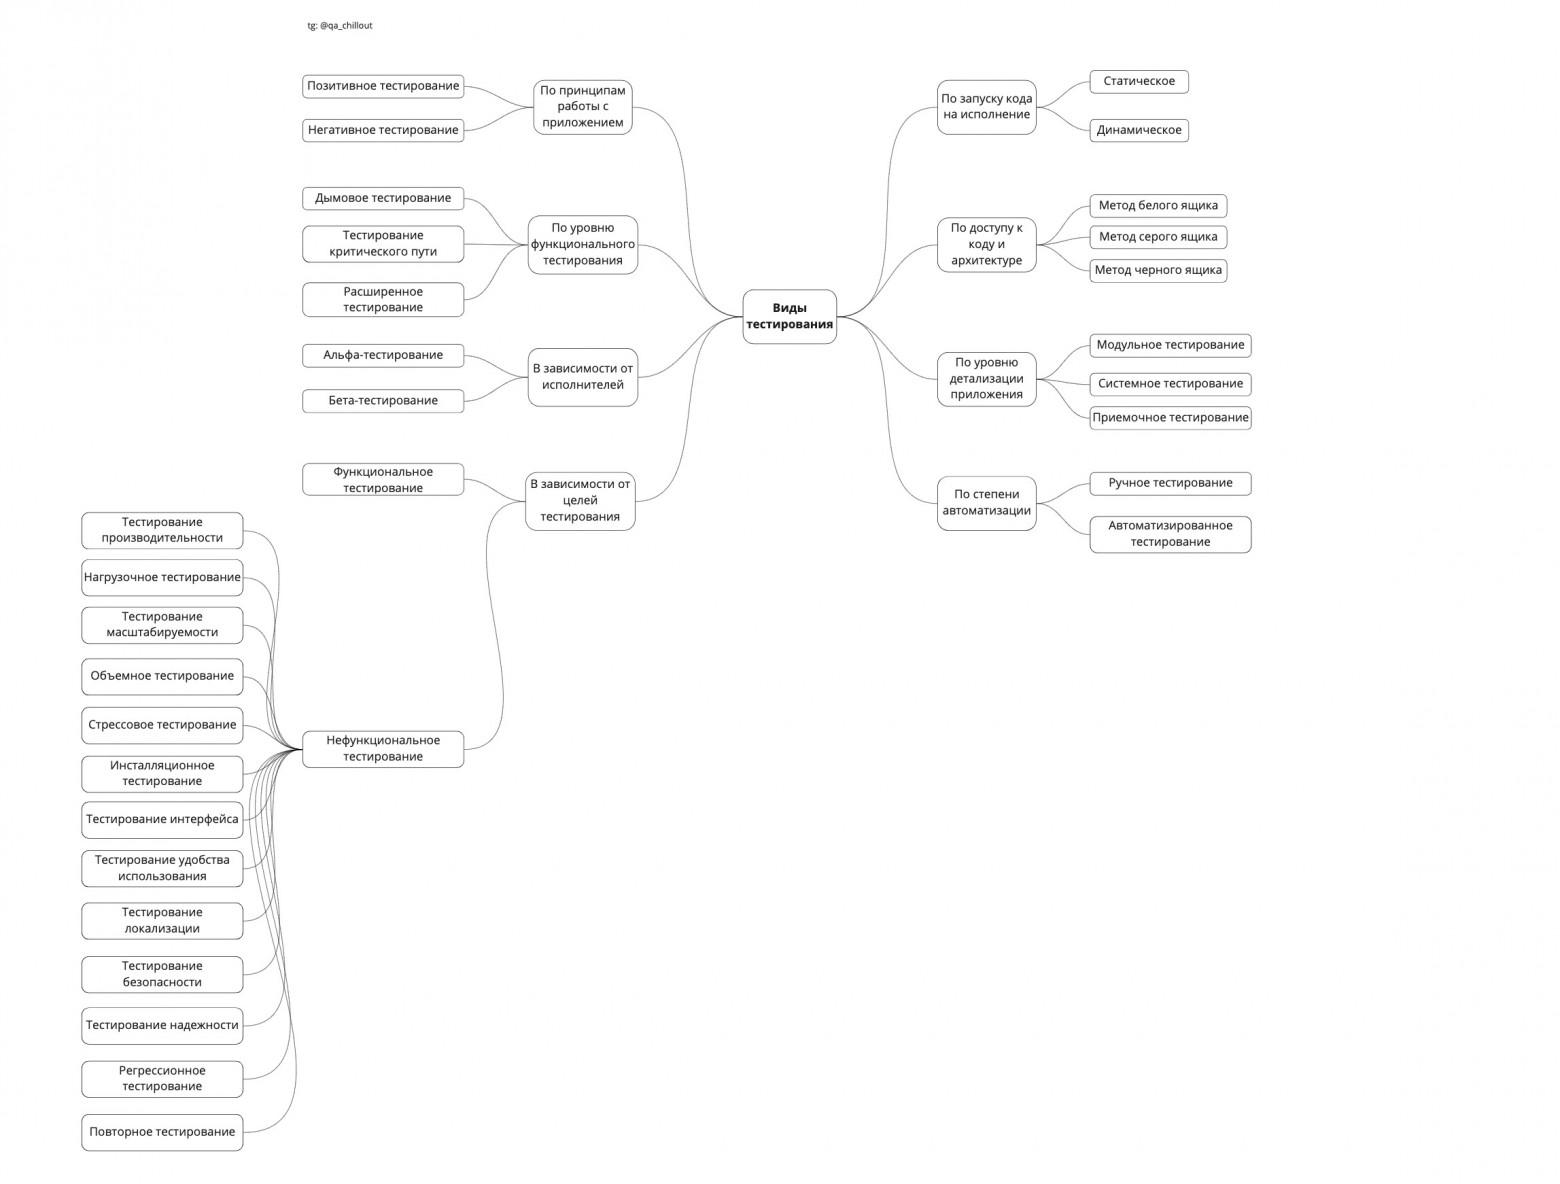 tg: @qa_chillout
Позитивное тестирование
Негативное тестирование
По принципам
работы с
приложением
Дымовое тестирование
Тестирование
критического пути
Расширенное
тестирование
По уровню
функционального
тестирования
Альфа-тестирование
Бета-тестирование
В зависимости от
исполнителей
Функциональное
тестирование
В зависимости от
целей
тестирования
Нефункциональное
тестирование
Тестирование
производительности
Нагрузочное тестирование
Тестирование
масштабируемости
Объемное тестирование
Стрессовое тестирование
Инсталляционное
тестирование
Тестирование интерфейса
Тестирование удобства
использования
Тестирование
локализации
Тестирование
безопасности
Тестирование надежности
Регрессионное
тестирование
Повторное тестирование
Виды
тестирования
По запуску кода
на исполнение
Статическое
Динамическое
По доступу к
коду и
архитектуре
Метод белого ящика
Метод серого ящика
Метод черного ящика
По уровню
детализации
приложения
Модульное тестирование
Системное тестирование
Приемочное тестирование
По степени
автоматизации
Ручное тестирование
Автоматизированное
тестирование